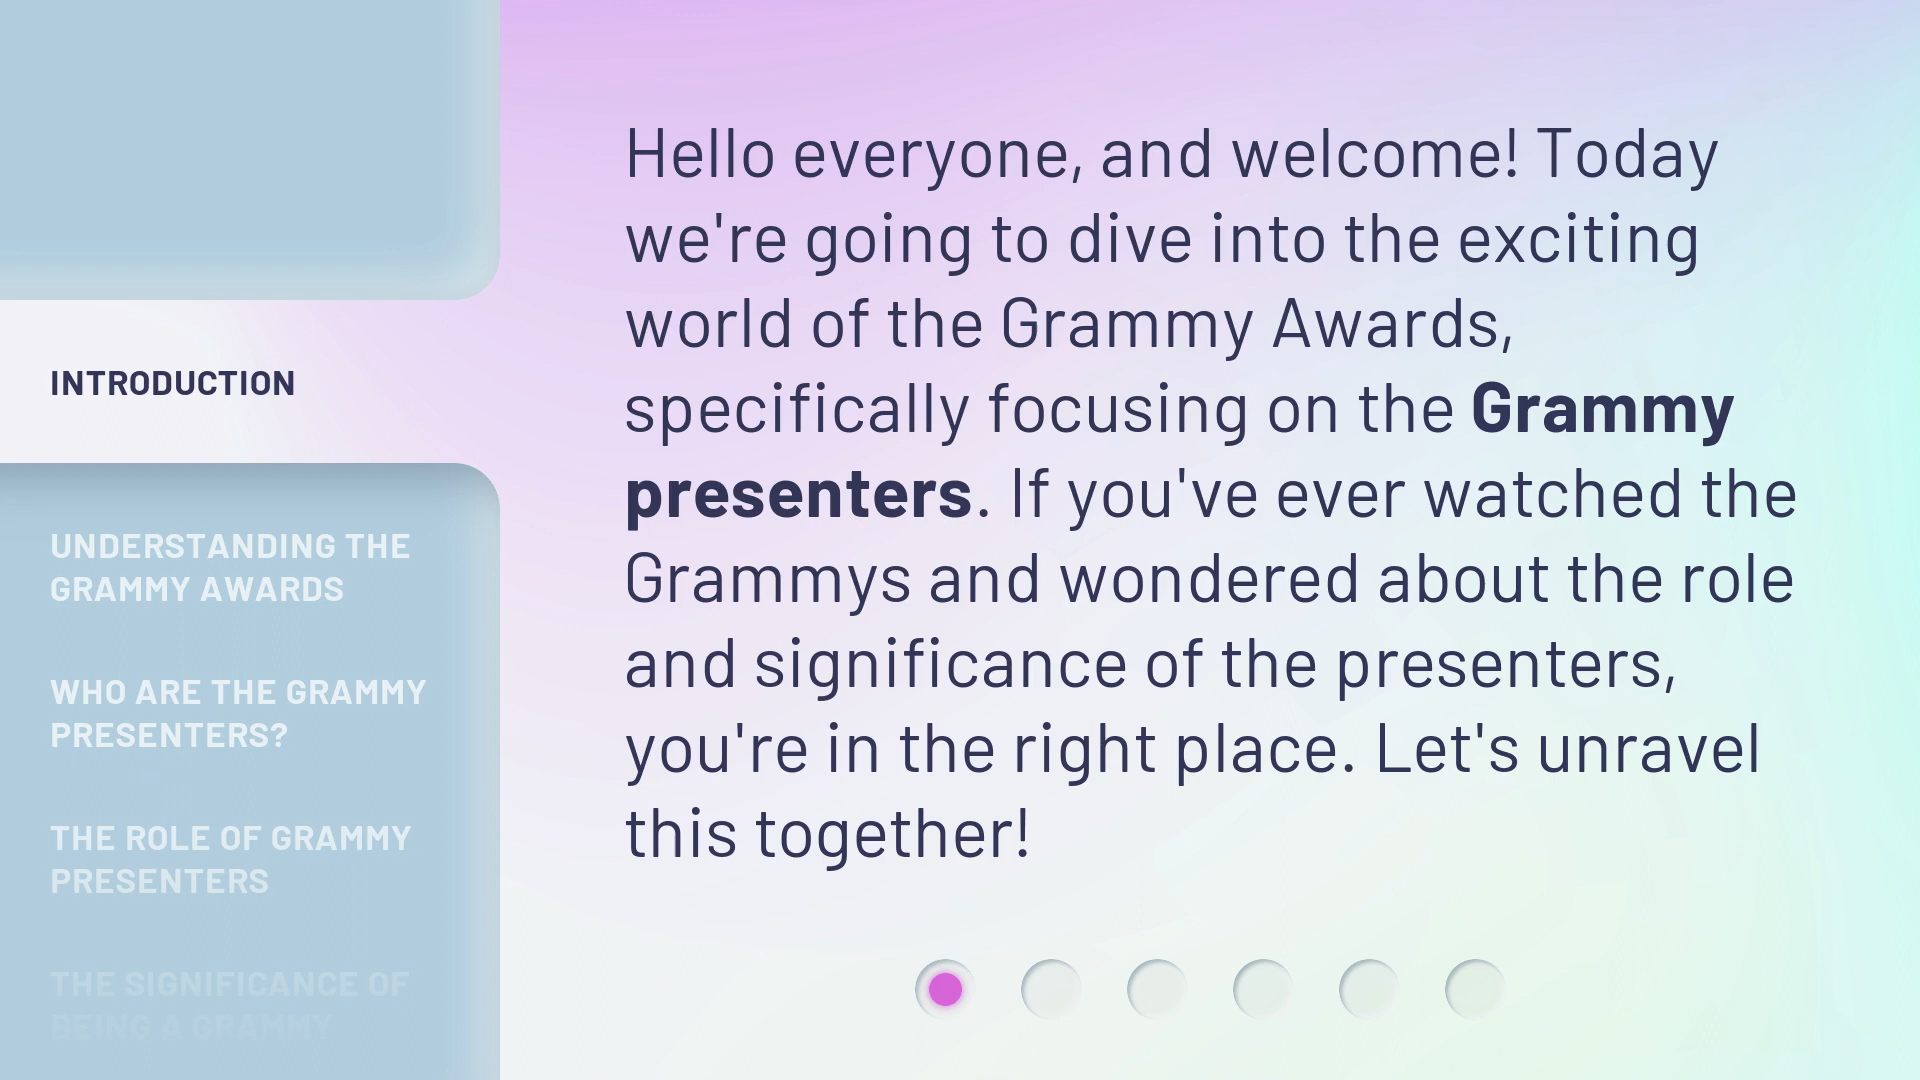 INTRODUCTION
UNDERSTANDING THE
GRAMMY AWARDS
WHO ARE THE GRAMMY
PRESENTERS?
THE ROLE OF GRAMMY
PRESENTERS
THE SIGNIFICANCE OF
BEING A GRAMMY
Hello everyone, and welcome! Today
we're going to dive into the exciting
world of the Grammy Awards,
specifically focusing on the Grammy
presenters. If you've ever watched the
Grammys and wondered about the role
and significance of the presenters,
you're in the right place. Let's unravel
this together!